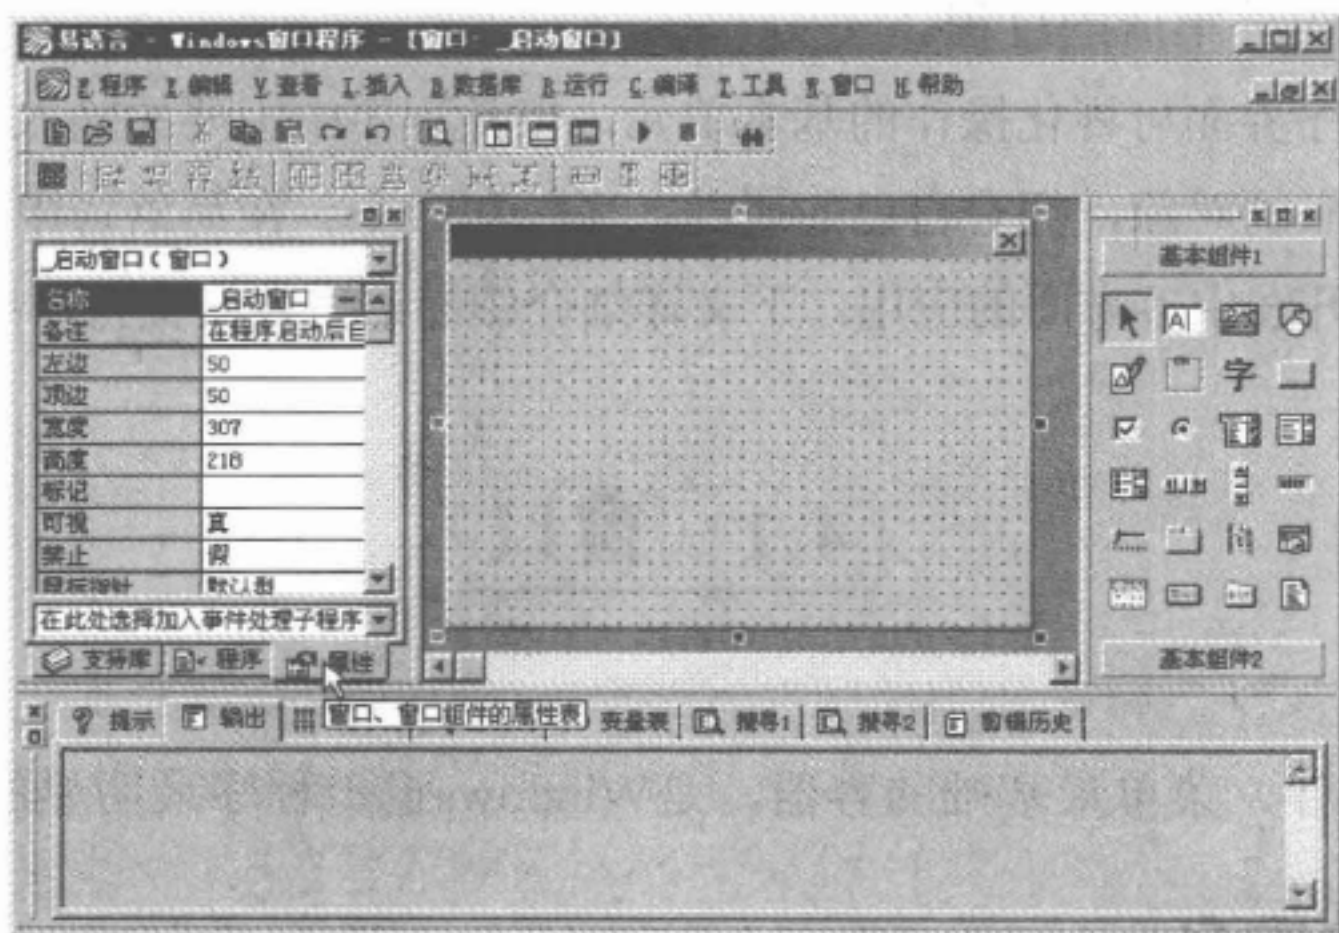 易语言 - Windows窗口程序 - [窗口: _启动窗口]
F.程序 E.编辑 V.查看 I.插入 B.数据库 R.运行 C.编译 T.工具 W.窗口 H.帮助
_启动窗口(窗口)
名称 _启动窗口
备注 在程序启动后自
左边 50
顶边 50
宽度 307
高度 218
标记
可视 真
禁止 假
鼠标指针 默认型
在此处选择加入事件处理子程序
支持库 程序 属性
基本组件1
A
字
基本组件2
提示 输出 窗口、窗口组件的属性表 变量表 搜寻1 搜寻2 剪辑历史